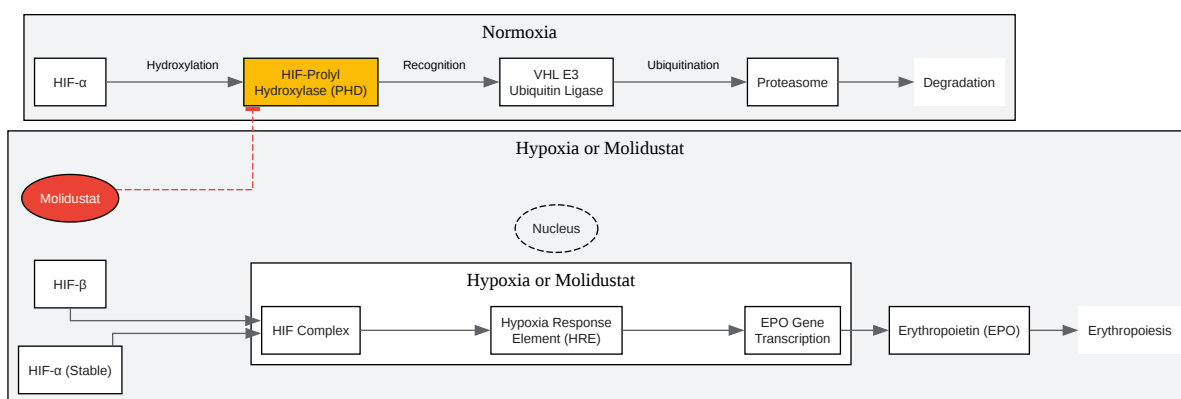 Normoxia
Hydroxylation
Recognition
Ubiquitination
HIF-α
HIF-Prolyl
Hydroxylase (PHD)
VHL E3
Ubiquitin Ligase
Proteasome
Degradation
Hypoxia or Molidustat
Molidustat
Nucleus
HIF-β
Hypoxia or Molidustat
HIF Complex
Hypoxia Response
Element (HRE)
EPO Gene
Transcription
Erythropoietin (EPO)
Erythropoiesis
HIF-α (Stable)